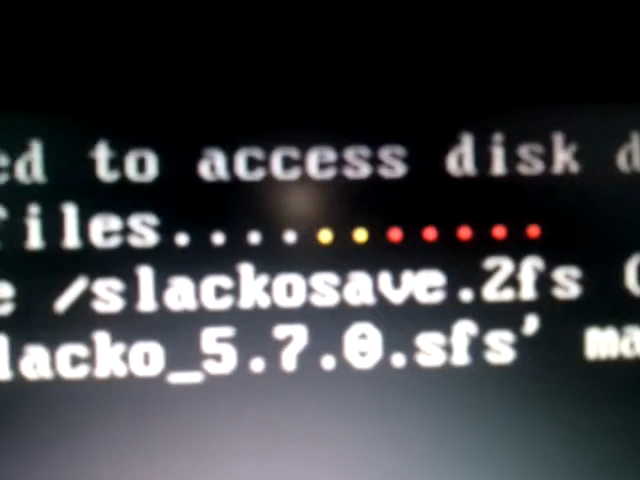 ed to access disk d
files...........
e /slackosave.2fs (
lacko_5.7.0.sfs' ma